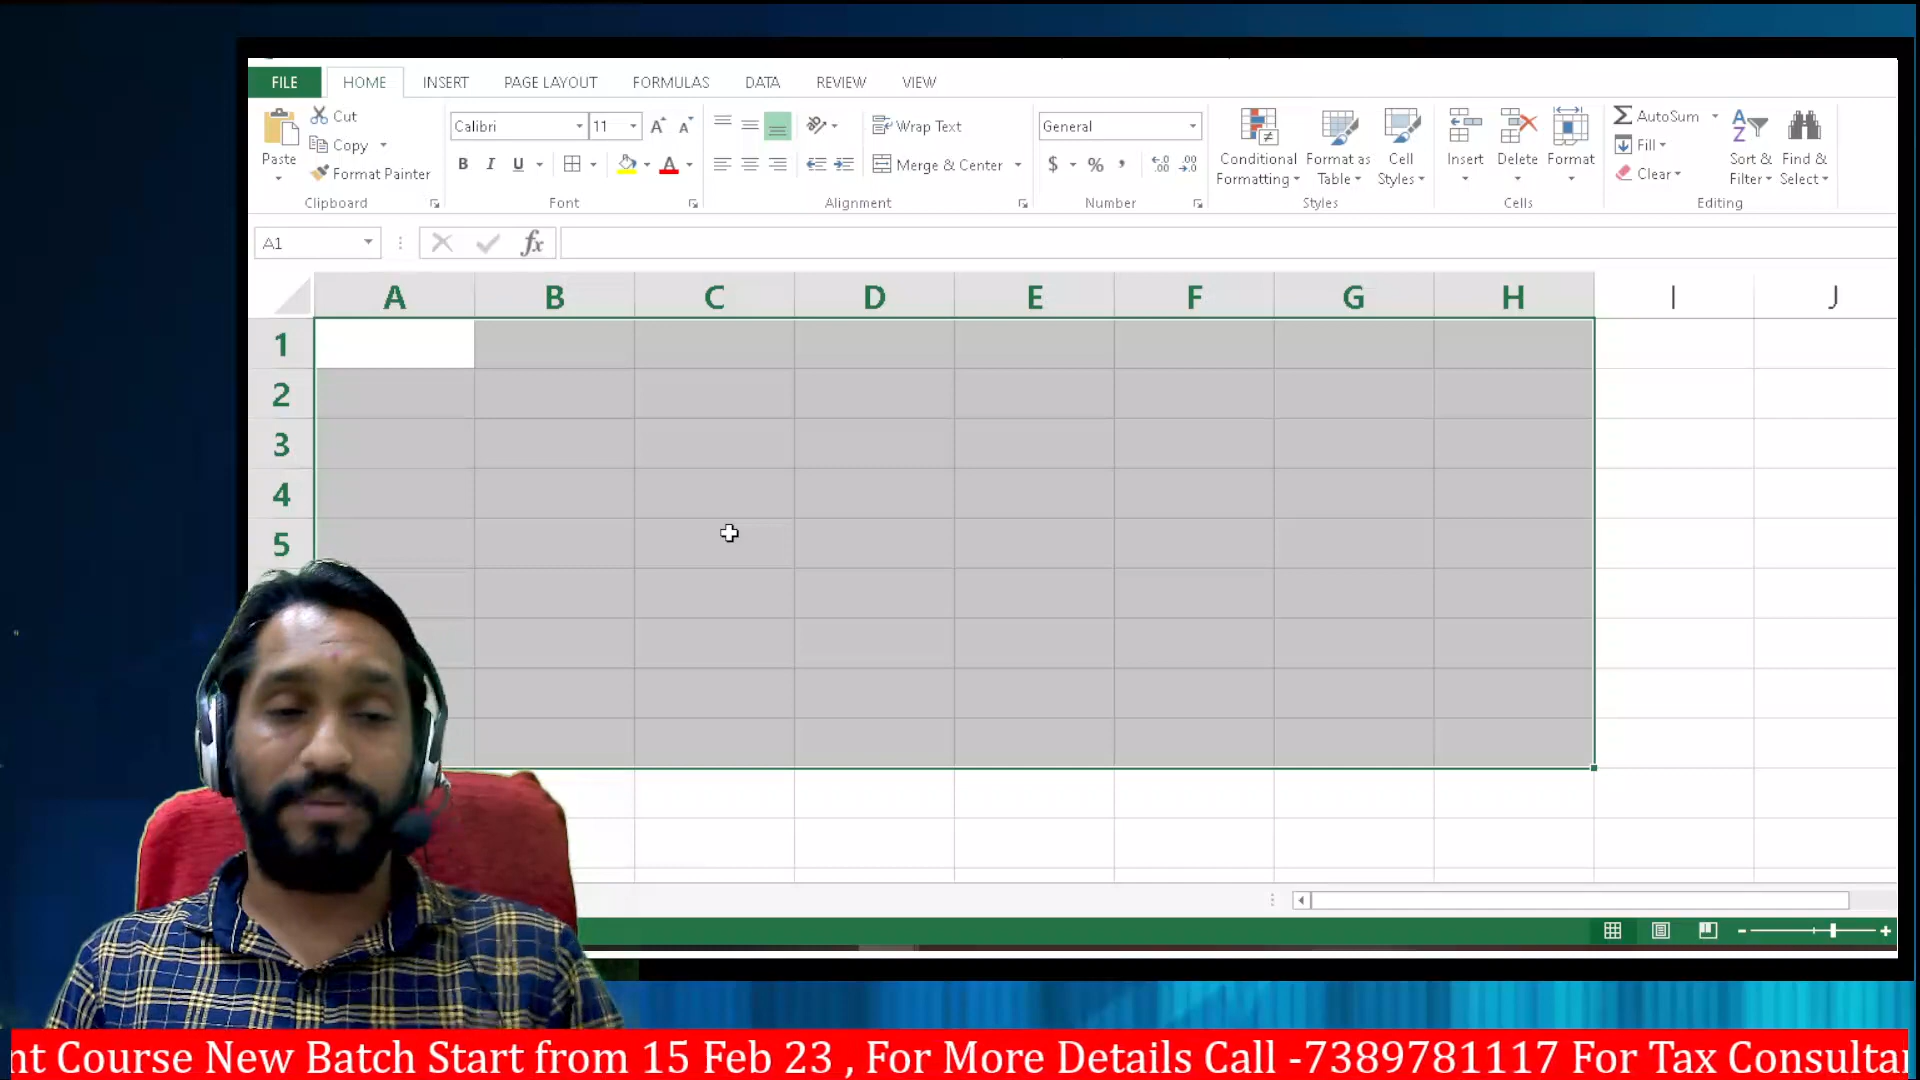 FILE HOME INSERT PAGE LAYOUT FORMULAS DATA REVIEW VIEW
Paste
Cut
Copy
Format Painter
Clipboard
Calibri 11
B I U
Font
Wrap Text
Merge & Center
Alignment
General
$ % ,
Number
Conditional Formatting
Format as Table
Cell Styles
Styles
Insert
Delete
Format
Cells
AutoSum
Fill
Clear
Sort & Filter
Find & Select
Editing
A1 fx
A B C D E F G H I J
1
2
3
4
5
nt Course New Batch Start from 15 Feb 23 , For More Details Call -7389781117 For Tax Consulta